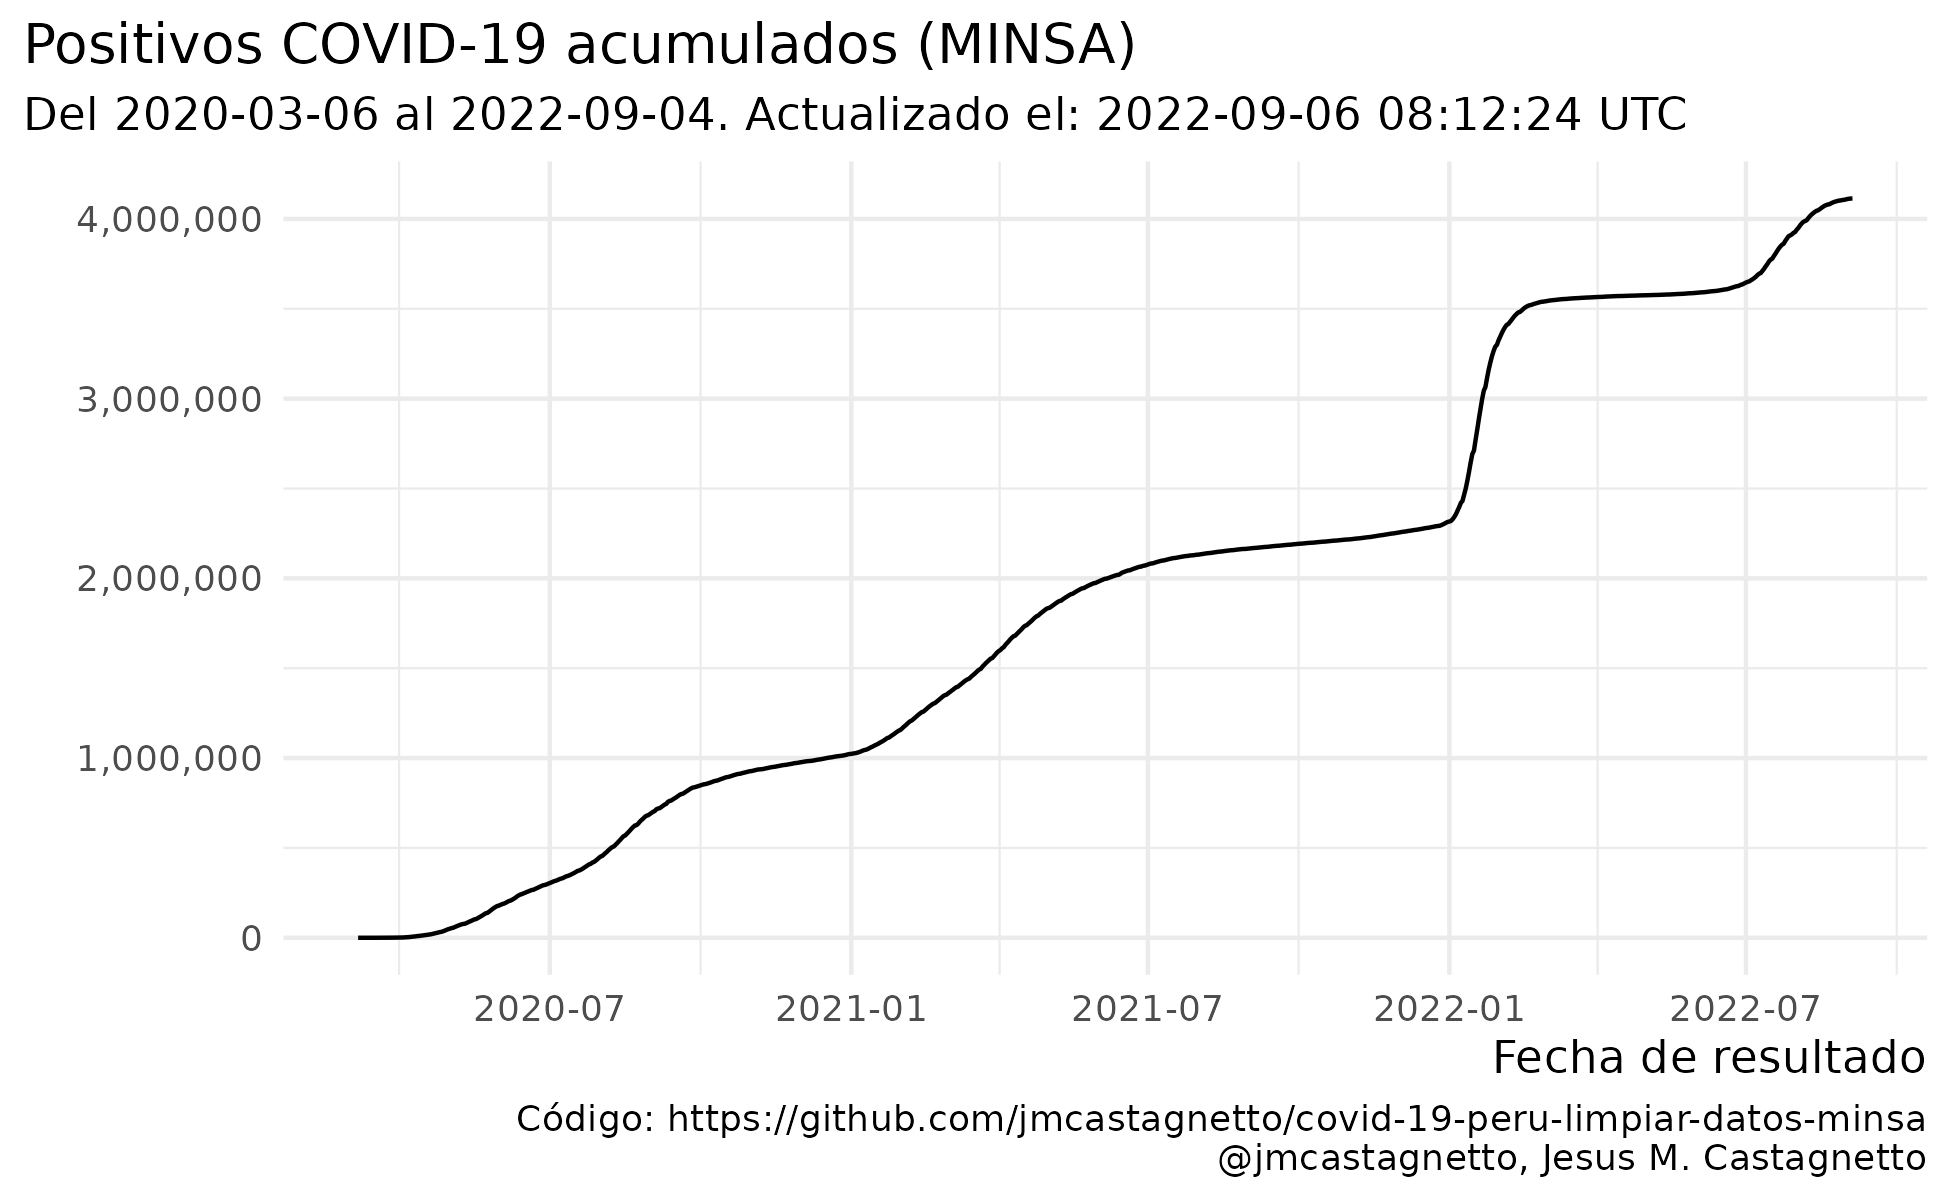 Positivos COVID-19 acumulados (MINSA)
Del 2020-03-06 al 2022-09-04. Actualizado el: 2022-09-06 08:12:24 UTC
4,000,000
3,000,000
2,000,000
1,000,000
0
2020-07 2021-01 2021-07 2022-01 2022-07
Fecha de resultado
Código: https://github.com/jmcastagnetto/covid-19-peru-limpiar-datos-minsa
@jmcastagnetto, Jesus M. Castagnetto